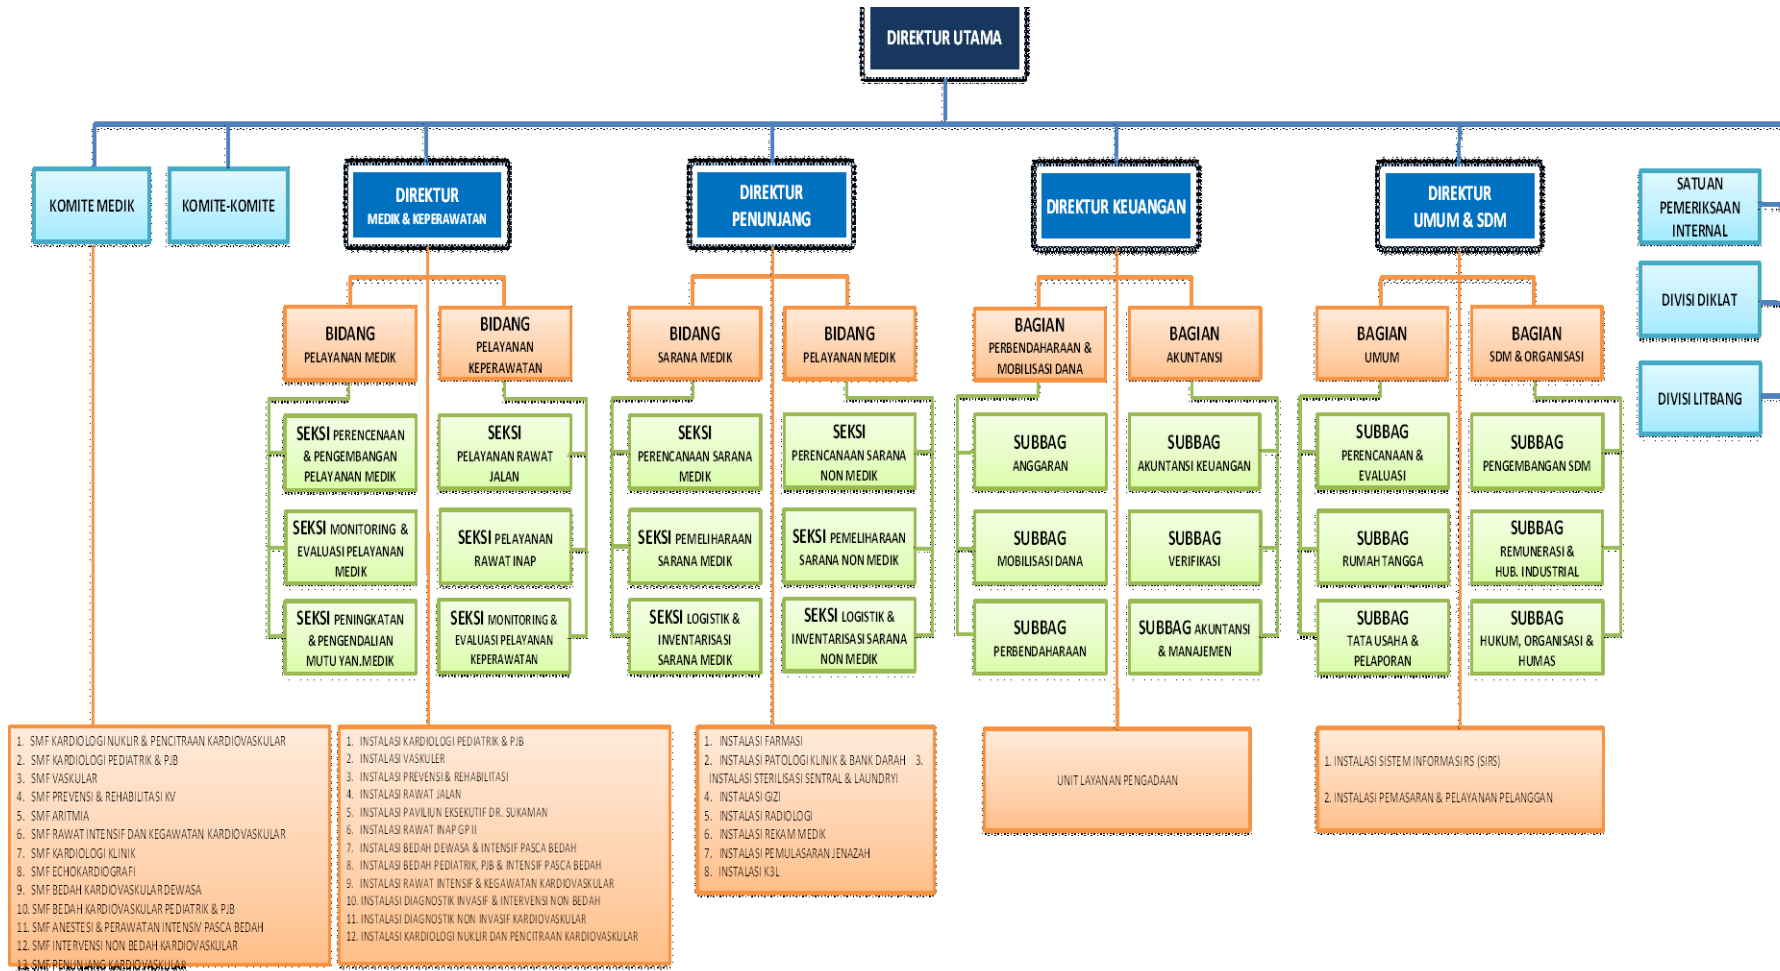 DIREKTUR UTAMA
KOMITE MEDIK
KOMITE-KOMITE
DIREKTUR
MEDIK & KEPERAWATAN
DIREKTUR
PENUNJANG
DIREKTUR KEUANGAN
DIREKTUR
UMUM & SDM
SATUAN
PEMERIKSAAN
INTERNAL
DIVISI DIKLAT
DIVISI LITBANG
BIDANG
PELAYANAN MEDIK
BIDANG
PELAYANAN
KEPERAWATAN
BIDANG
SARANA MEDIK
BIDANG
PELAYANAN MEDIK
BAGIAN
PERBENDAHARAAN &
MOBILISASI DANA
BAGIAN
AKUNTANSI
BAGIAN
UMUM
BAGIAN
SDM & ORGANISASI
SEKSI PERENCENAAN
& PENGEMBANGAN
PELAYANAN MEDIK
SEKSI
PELAYANAN RAWAT
JALAN
SEKSI
PERENCANAAN SARANA
MEDIK
SEKSI
PERENCANAAN SARANA
NON MEDIK
SUBBAG
ANGGARAN
SUBBAG
AKUNTANSI KEUANGAN
SUBBAG
PERENCANAAN &
EVALUASI
SUBBAG
PENGEMBANGAN SDM
SEKSI MONITORING &
EVALUASI PELAYANAN
MEDIK
SEKSI PELAYANAN
RAWAT INAP
SEKSI PEMELIHARAAN
SARANA MEDIK
SEKSI PEMELIHARAAN
SARANA NON MEDIK
SUBBAG
MOBILISASI DANA
SUBBAG
VERIFIKASI
SUBBAG
RUMAH TANGGA
SUBBAG
REMUNERASI &
HUB. INDUSTRIAL
SEKSI PENINGKATAN
& PENGENDALIAN
MUTU YAN.MEDIK
SEKSI MONITORING &
EVALUASI PELAYANAN
KEPERAWATAN
SEKSI LOGISTIK &
INVENTARISASI
SARANA MEDIK
SEKSI LOGISTIK &
INVENTARISASI SARANA
NON MEDIK
SUBBAG
PERBENDAHARAAN
SUBBAG AKUNTANSI
& MANAJEMEN
SUBBAG
TATA USAHA &
PELAPORAN
SUBBAG
HUKUM, ORGANISASI &
HUMAS
1. SMF KARDIOLOGI NUKLIR & PENCITRAAN KARDIOVASKULAR
2. SMF KARDIOLOGI PEDIATRIK & PJB
3. SMF VASKULAR
4. SMF PREVENSI & REHABILITASI KV
5. SMF ARITMIA
6. SMF RAWAT INTENSIF DAN KEGAWATAN KARDIOVASKULAR
7. SMF KARDIOLOGI KLINIK
8. SMF ECHOKARDIOGRAFI
9. SMF BEDAH KARDIOVASKULAR DEWASA
10. SMF BEDAH KARDIOVASKULAR PEDIATRIK & PJB
11. SMF ANESTESI & PERAWATAN INTENSIV PASCA BEDAH
12. SMF INTERVENSI NON BEDAH KARDIOVASKULAR
13. SMF PENUNJANG KARDIOVASKULAR
1. INSTALASI KARDIOLOGI PEDIATRIK & PJB
2. INSTALASI VASKULER
3. INSTALASI PREVENSI & REHABILITASI
4. INSTALASI RAWAT JALAN
5. INSTALASI PAVILIUN EKSEKUTIF DR. SUKAMAN
6. INSTALASI RAWAT INAP GP II
7. INSTALASI BEDAH DEWASA & INTENSIF PASCA BEDAH
8. INSTALASI BEDAH PEDIATRIK, PJB & INTENSIF PASCA BEDAH
9. INSTALASI RAWAT INTENSIF & KEGAWATAN KARDIOVASKULAR
10. INSTALASI DIAGNOSTIK INVASIF & INTERVENSI NON BEDAH
11. INSTALASI DIAGNOSTIK NON INVASIF KARDIOVASKULAR
12. INSTALASI KARDIOLOGI NUKLIR DAN PENCITRAAN KARDIOVASKULAR
1. INSTALASI FARMASI
2. INSTALASI PATOLOGI KLINIK & BANK DARAH 3.
INSTALASI STERILISASI SENTRAL & LAUNDRYI
4. INSTALASI GIZI
5. INSTALASI RADIOLOGI
6. INSTALASI REKAM MEDIK
7. INSTALASI PEMULASARAN JENAZAH
8. INSTALASI K3L
UNIT LAYANAN PENGADAAN
1. INSTALASI SISTEM INFORMASI RS (SIRS)
2. INSTALASI PEMASARAN & PELAYANAN PELANGGAN